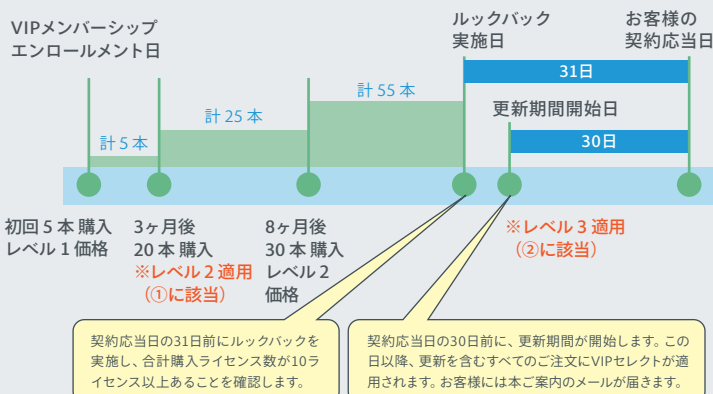 VIPメンバーシップ
エンロールメント日
ルックバック
実施日
お客様の
契約応当日
31日
更新期間開始日
30日
計 5 本
計 25 本
計 55 本
初回 5 本 購入
レベル 1 価格
3ヶ月後
20 本 購入
※レベル 2 適用
（①に該当）
8ヶ月後
30 本 購入
レベル 2
価格
※レベル 3 適用
（②に該当）
契約応当日の31日前にルックバックを
実施し、合計購入ライセンス数が10ラ
イセンス以上あることを確認します。
契約応当日の30日前に、更新期間が開始します。この
日以降、更新を含むすべてのご注文にVIPセレクトが適
用されます。お客様には本ご案内のメールが届きます。